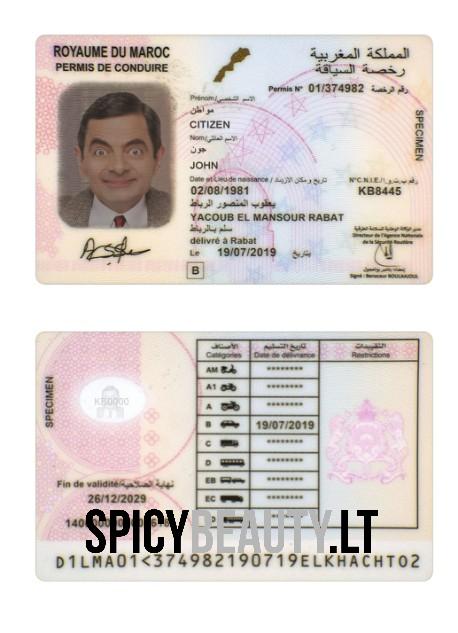 ROYAUME DU MAROC
المملكة المغربية
PERMIS DE CONDUIRE
رخصة السياقة
Permis N° 01/374982 رقم الرخصة
Prénom/الاسم الشخصي
مواطن
CITIZEN
الاسم العائلي/Nom
جون
JOHN
Date et Lieu de naissance / تاريخ ومكان الازدياد
N°C.N.I.E./رقم ب.ت.و
02/08/1981
KB8445
يعقوب المنصور الرباط
YACOUB EL MANSOUR RABAT
سلم بالرباط
délivré à Rabat
Le 19/07/2019 بتاريخ
Directeur de l'Agence Nationale
de la Sécurité Routière
Signé : Benaceur BOULAAJOUL
B
SPECIMEN
SPECIMEN
الأصناف
Catégories
تاريخ التسليم
Date de délivrance
التقييدات
Restrictions
AM ********
A1 ********
A ********
B 19/07/2019
C ********
D ********
EB ********
EC ********
KB0000
Fin de validité/نهاية الصلاحية
26/12/2029
SPICYBEAUTY.LT
D1LMA01<374982190719ELKHACHT02